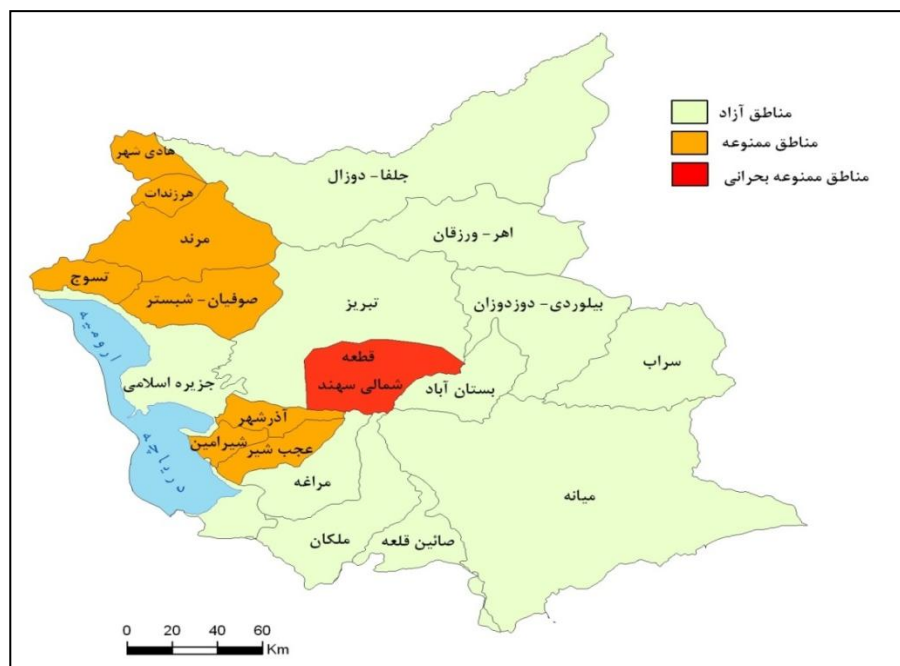 مناطق آزاد
مناطق ممنوعه
مناطق ممنوعه بحرانی
هادی شهر
هرزندات
جلفا- دوزال
مرند
اهر- ورزقان
تسوج
صوفیان- شبستر
تبریز
بیلوردی- دوزدوزان
سراب
قطعه
شمالی سهند
بستان آباد
جزیره اسلامی
آذرشهر
شیرامین
عجب شیر
مراغه
میانه
ملکان
صائین قلعه
دریاچه
ارومیه
0 20 40 60
Km